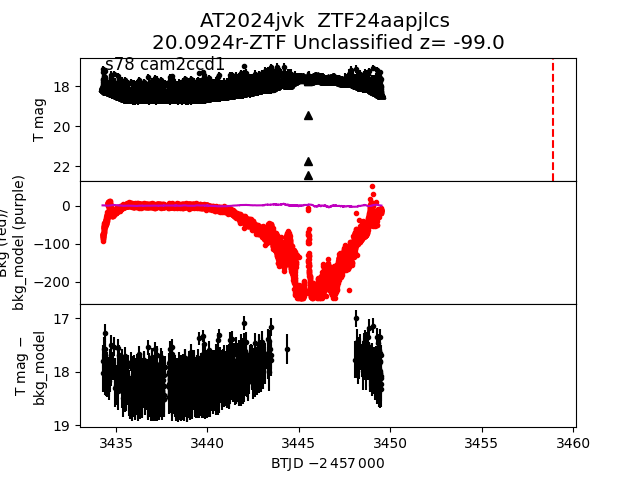 AT2024jvk  ZTF24aapjlcs
20.0924r-ZTF Unclassified z= -99.0
s78 cam2ccd1
T mag
18
20
22
Bkg (red)/
bkg_model (purple)
0
−100
−200
T mag −
bkg_model
17
18
19
3435 3440 3445 3450 3455 3460
BTJD −2 457 000